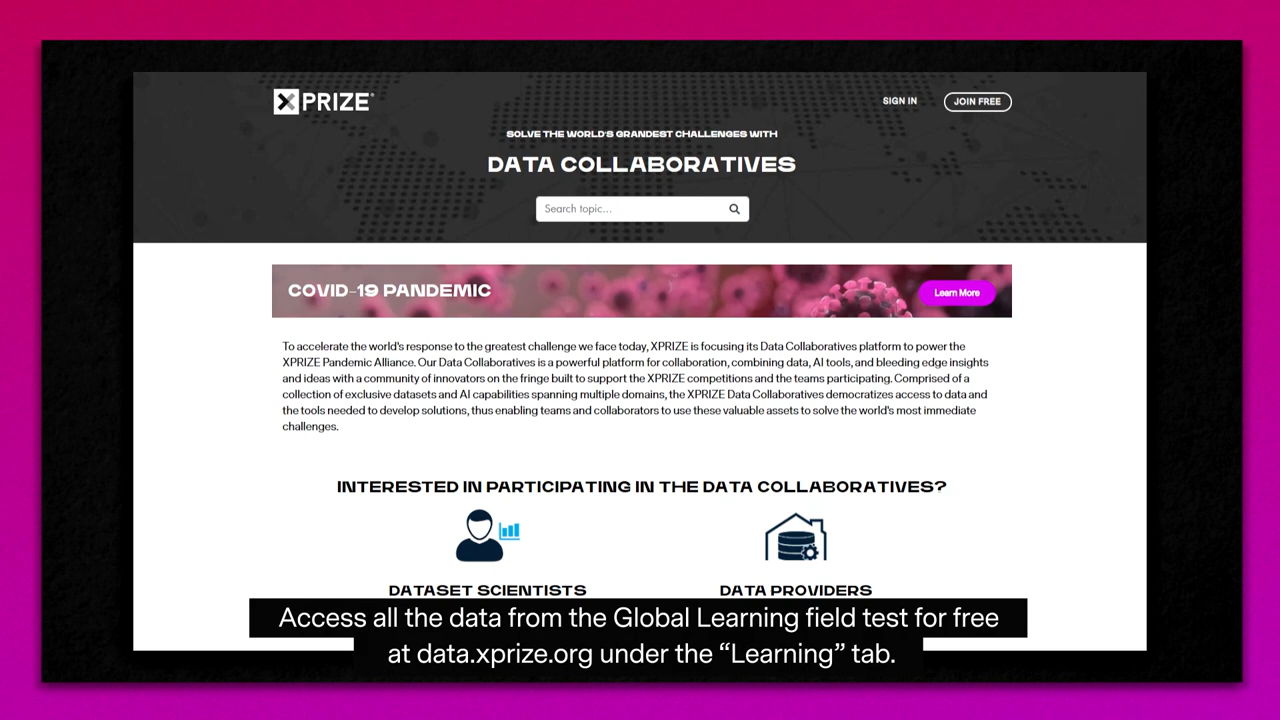 XPRIZE
SIGN IN
JOIN FREE
SOLVE THE WORLD'S GRANDEST CHALLENGES WITH
DATA COLLABORATIVES
Search topic...
COVID-19 PANDEMIC
Learn More
To accelerate the world's response to the greatest challenge we face today, XPRIZE is focusing its Data Collaboratives platform to power the
XPRIZE Pandemic Alliance. Our Data Collaboratives is a powerful platform for collaboration, combining data, AI tools, and bleeding edge insights
and ideas with a community of innovators on the fringe built to support the XPRIZE competitions and the teams participating. Comprised of a
collection of exclusive datasets and AI capabilities spanning multiple domains, the XPRIZE Data Collaboratives democratizes access to data and
the tools needed to develop solutions, thus enabling teams and collaborators to use these valuable assets to solve the world's most immediate
challenges.
INTERESTED IN PARTICIPATING IN THE DATA COLLABORATIVES?
DATASET SCIENTISTS
DATA PROVIDERS
Access all the data from the Global Learning field test for free
at data.xprize.org under the “Learning” tab.